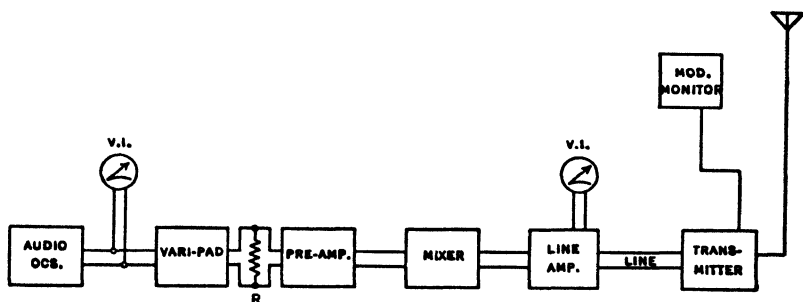 MOD.
MONITOR
V.I.
V.I.
AUDIO
OCS.
VARI-PAD
R
PRE-AMP.
MIXER
LINE
AMP.
LINE
TRANS-
MITTER